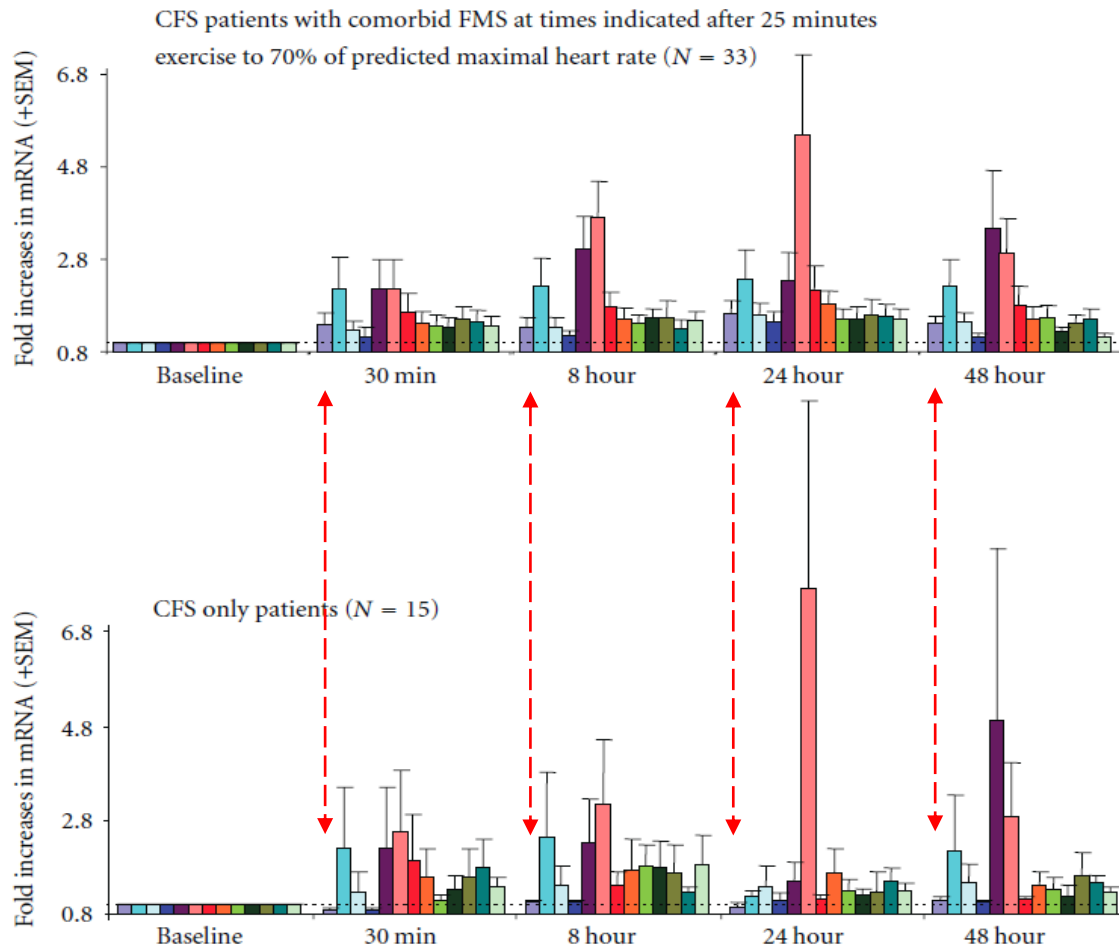 CFS patients with comorbid FMS at times indicated after 25 minutes
exercise to 70% of predicted maximal heart rate (N = 33)
Fold increases in mRNA (+SEM)
6.8
4.8
2.8
0.8
Baseline 30 min 8 hour 24 hour 48 hour
CFS only patients (N = 15)
Fold increases in mRNA (+SEM)
6.8
4.8
2.8
0.8
Baseline 30 min 8 hour 24 hour 48 hour